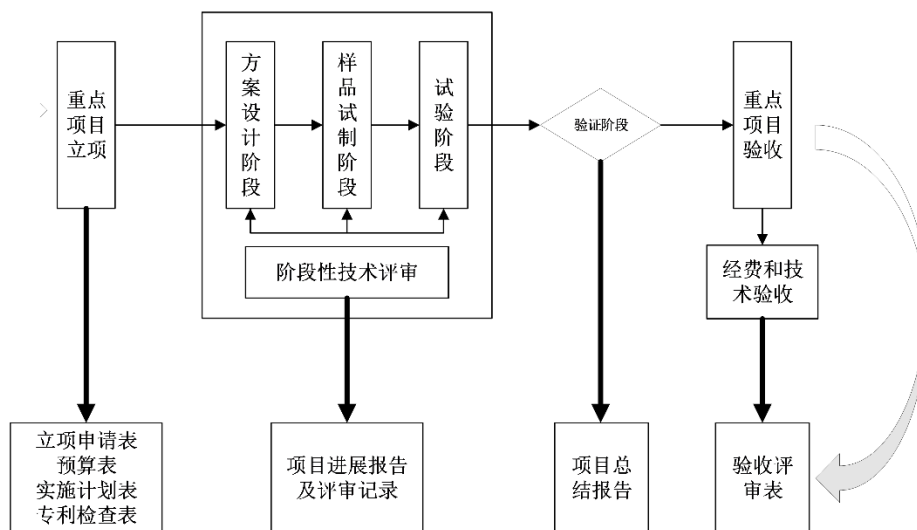 重点
项目
立项
方案设计阶段
样品试制阶段
试验阶段
验证阶段
重点
项目
验收
阶段性技术评审
经费和技
术验收
立项申请表
预算表
实施计划表
专利检查表
项目进展报告
及评审记录
项目总
结报告
验收评
审表